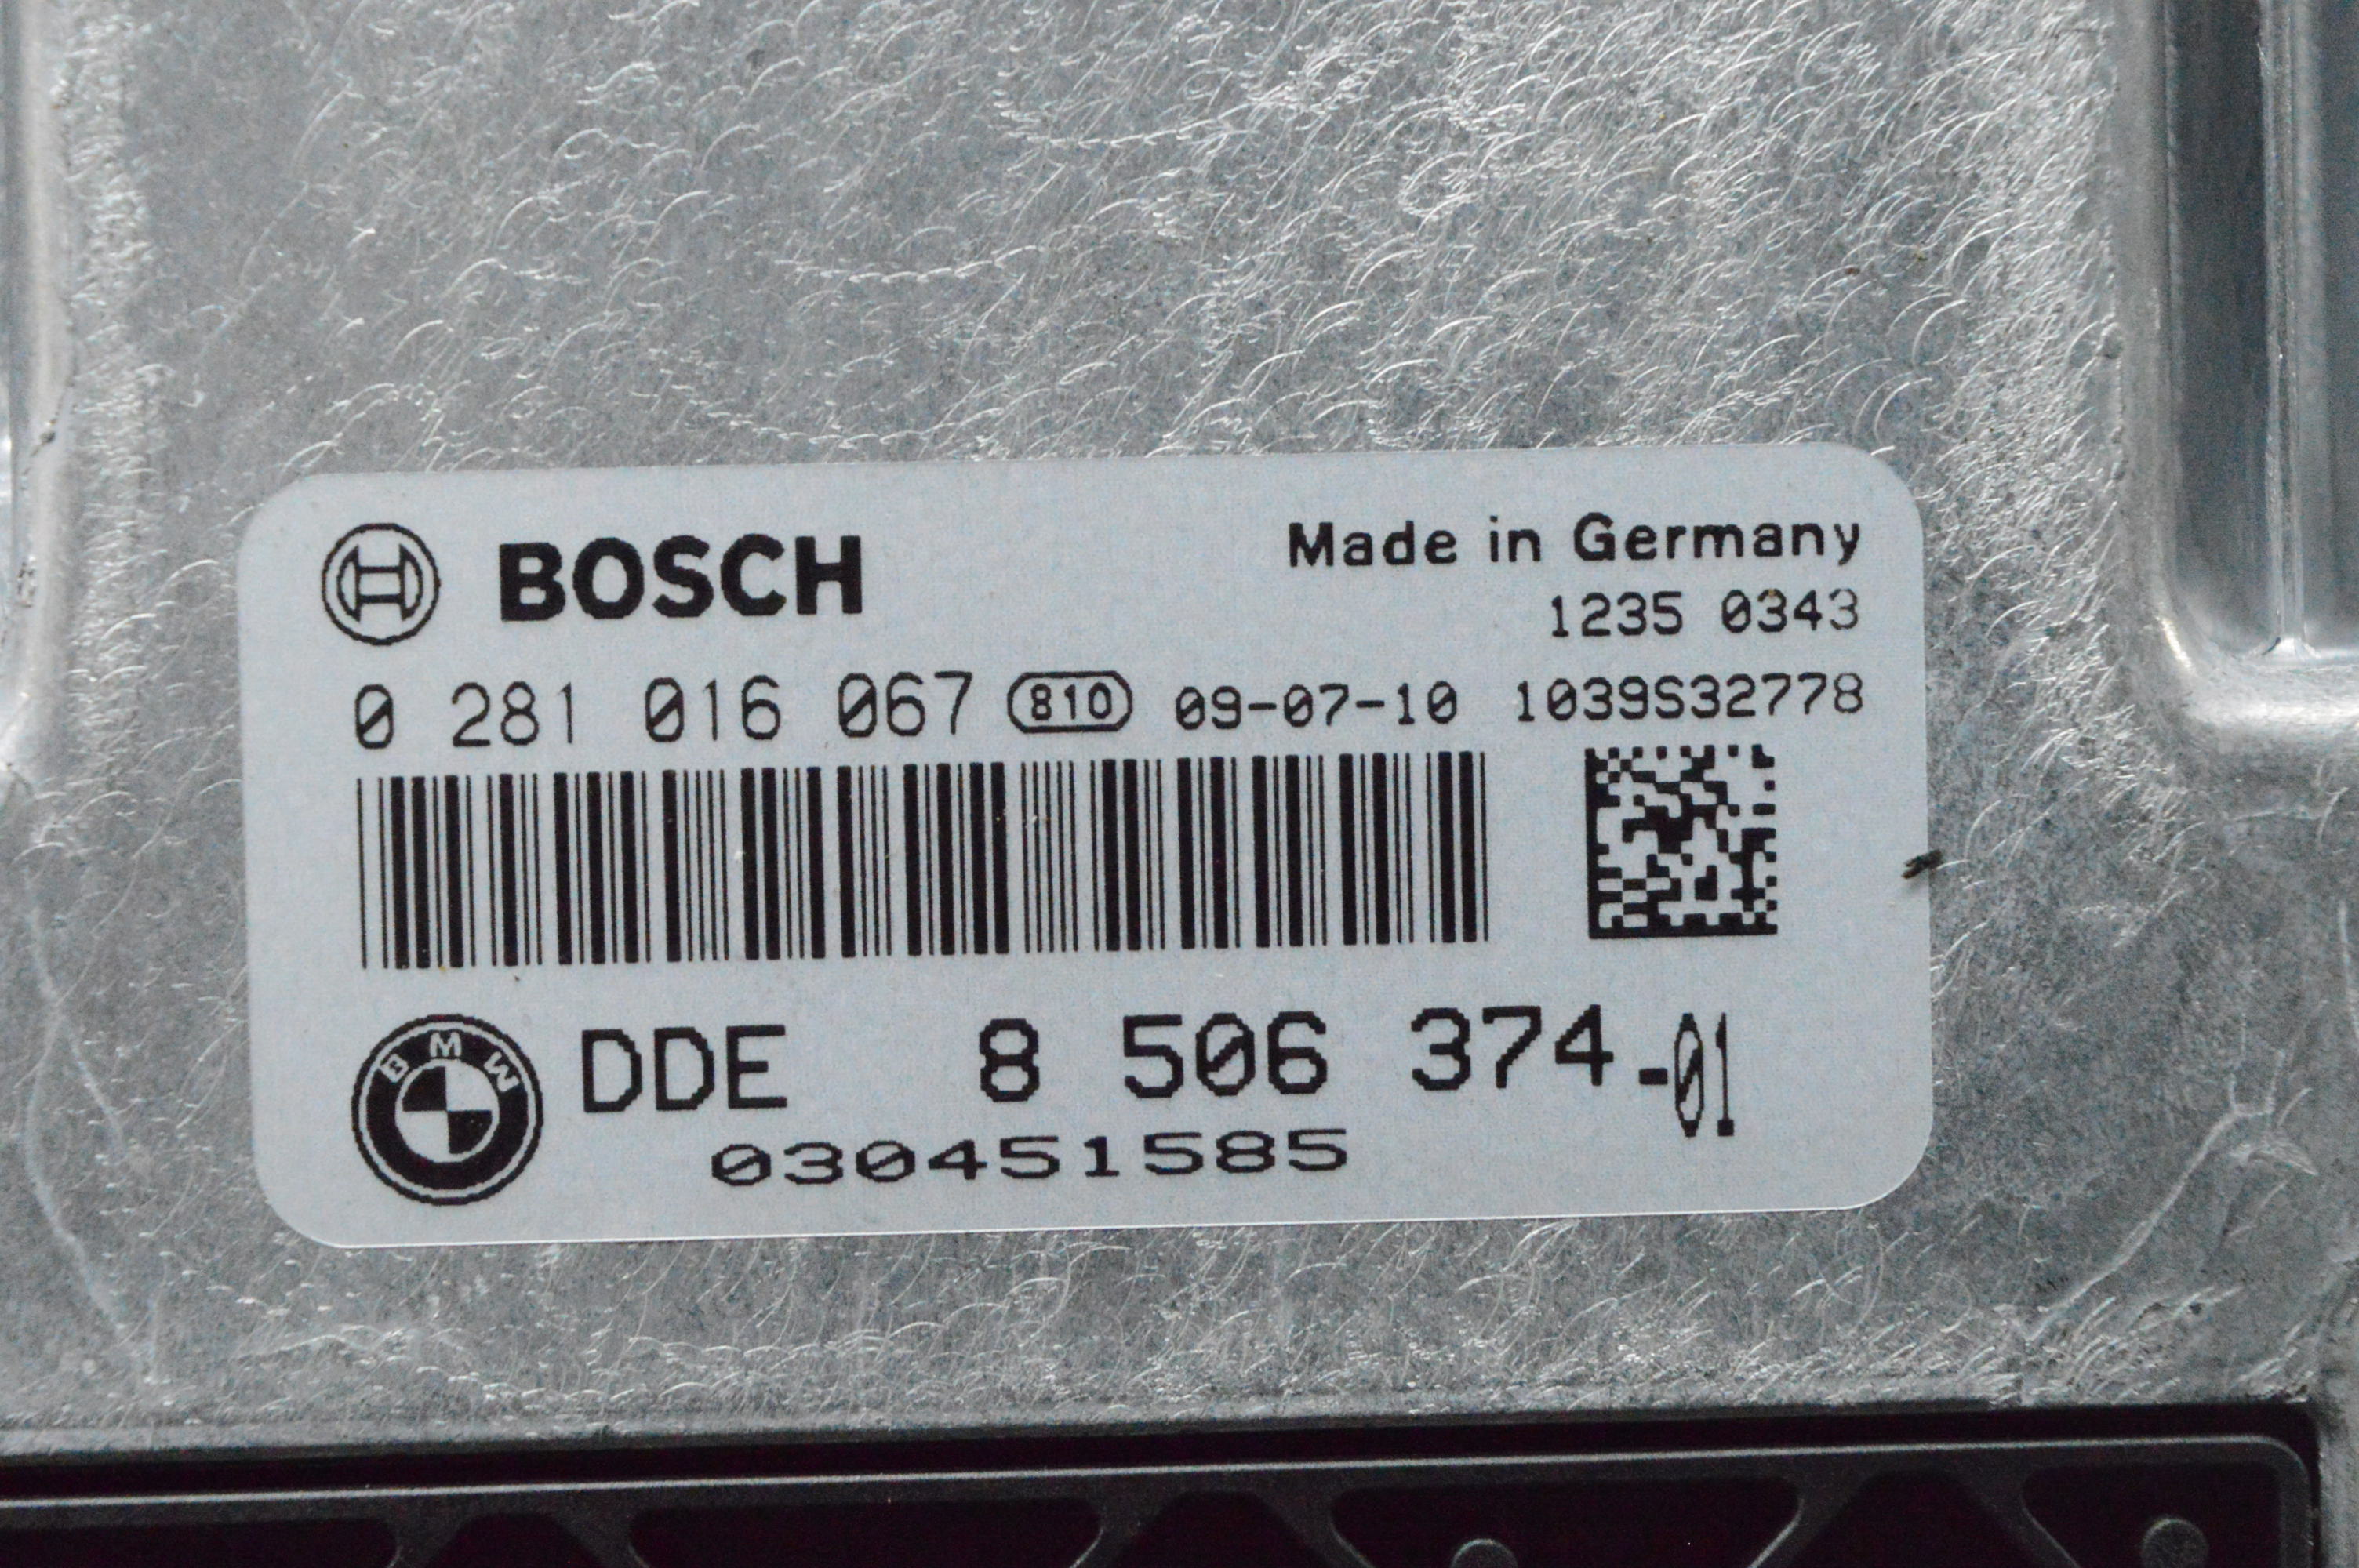 BOSCH Made in Germany
1235 0343
0 281 016 067 810 09-07-10 1039S32778
BMW DDE 8 506 374-01
030451585